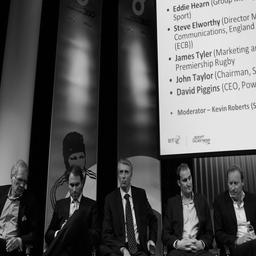 Eddie Hearn (Group M
Sport)
Steve Elworthy (Director M
Communications, England
(ECB))
James Tyler (Marketing a
Premiership Rugby
John Taylor (Chairman, S
David Piggins (CEO, Pow
Moderator – Kevin Roberts (S
BT